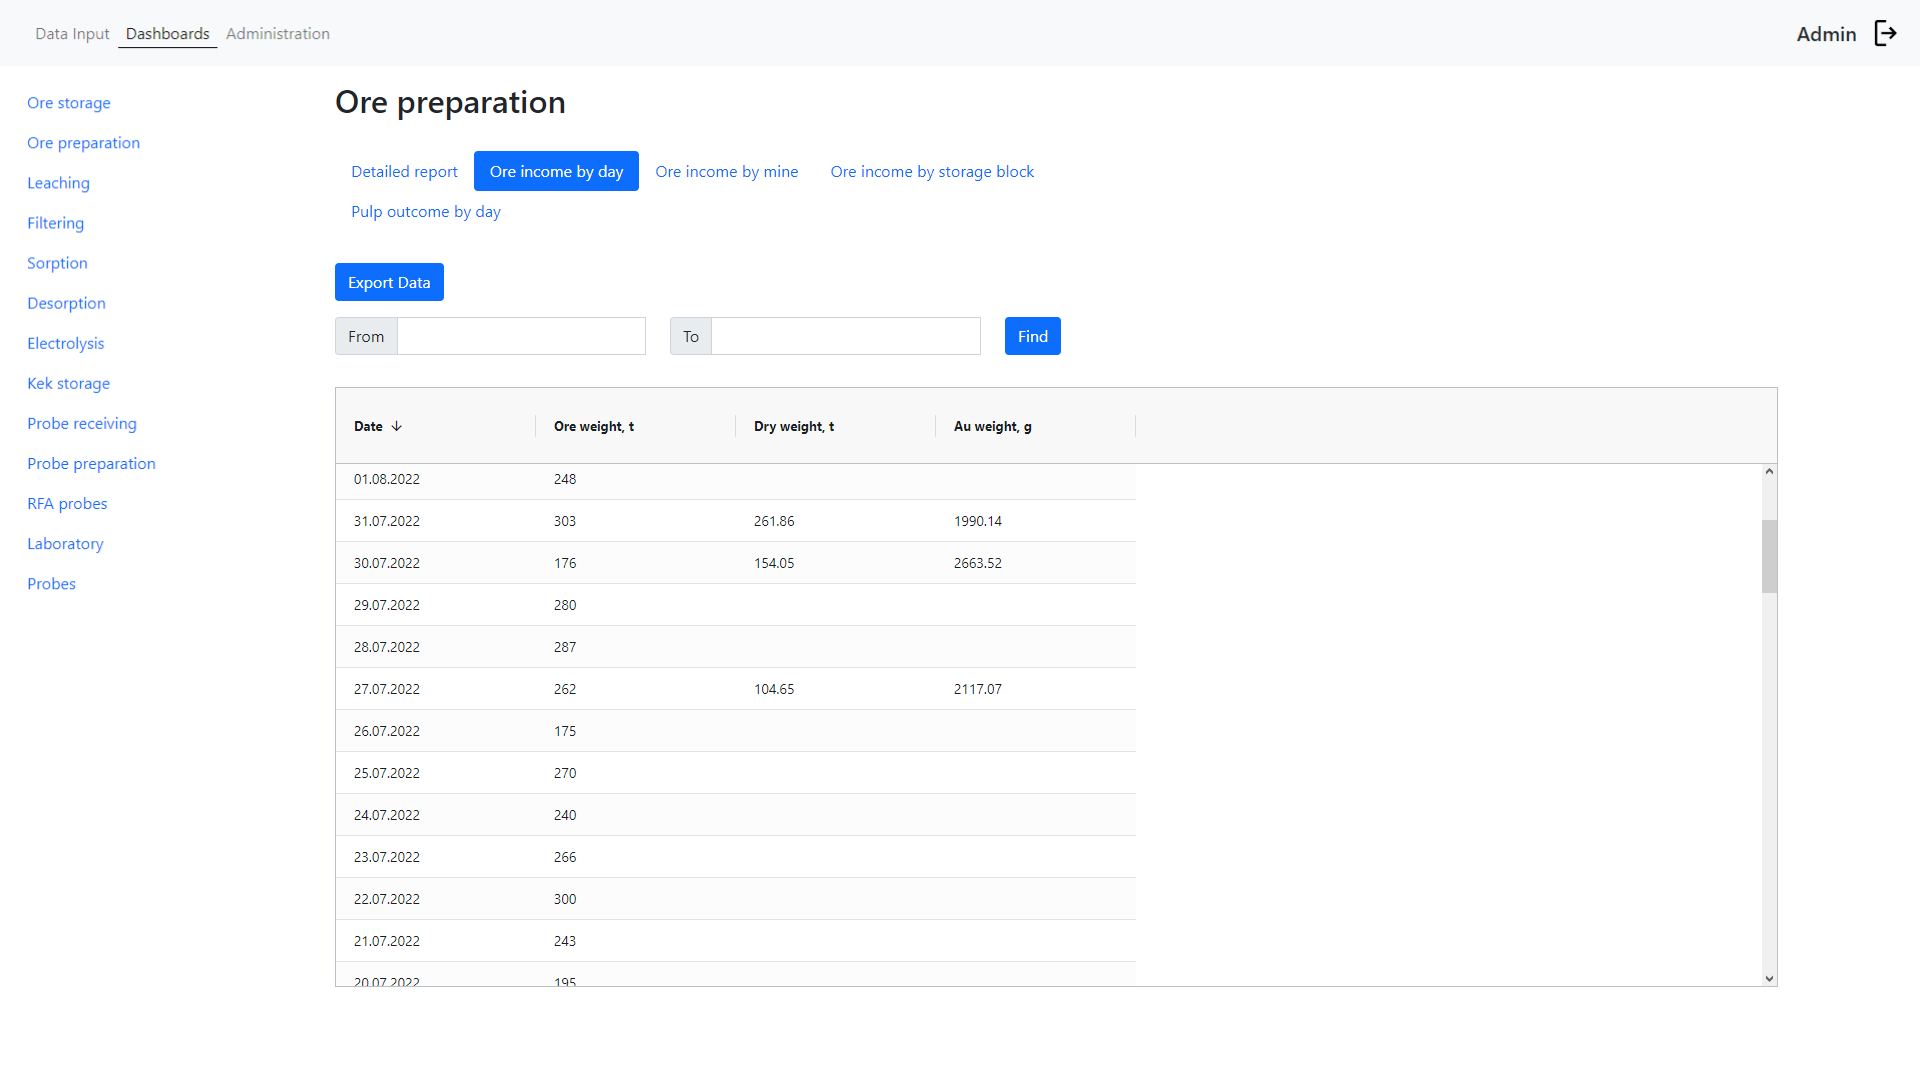 Data Input Dashboards Administration Admin
Ore storage
Ore preparation
Leaching
Filtering
Sorption
Desorption
Electrolysis
Kek storage
Probe receiving
Probe preparation
RFA probes
Laboratory
Probes
Ore preparation
Detailed report Ore income by day Ore income by mine Ore income by storage block
Pulp outcome by day
Export Data
From To Find
Date Ore weight, t Dry weight, t Au weight, g
01.08.2022 248
31.07.2022 303 261.86 1990.14
30.07.2022 176 154.05 2663.52
29.07.2022 280
28.07.2022 287
27.07.2022 262 104.65 2117.07
26.07.2022 175
25.07.2022 270
24.07.2022 240
23.07.2022 266
22.07.2022 300
21.07.2022 243
20.07.2022 195